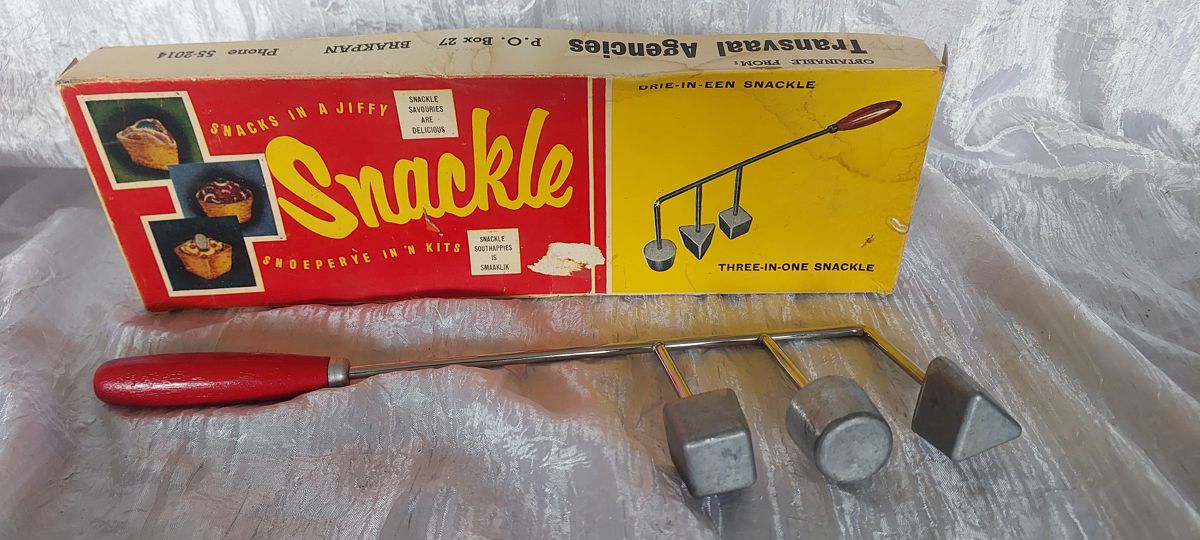 OBTAINABLE FROM:
Transvaal Agencies
P.O. Box 27 BRAKPAN Phone 55-2014
SNACKS IN A JIFFY
SNACKLE
SAVOURIES
ARE
DELICIOUS
Snackle
SNOEPERYE IN 'N KITS
SNACKLE
SOUTHAPPIES
IS
SMAAKLIK
DRIE-IN-EEN SNACKLE
THREE-IN-ONE SNACKLE